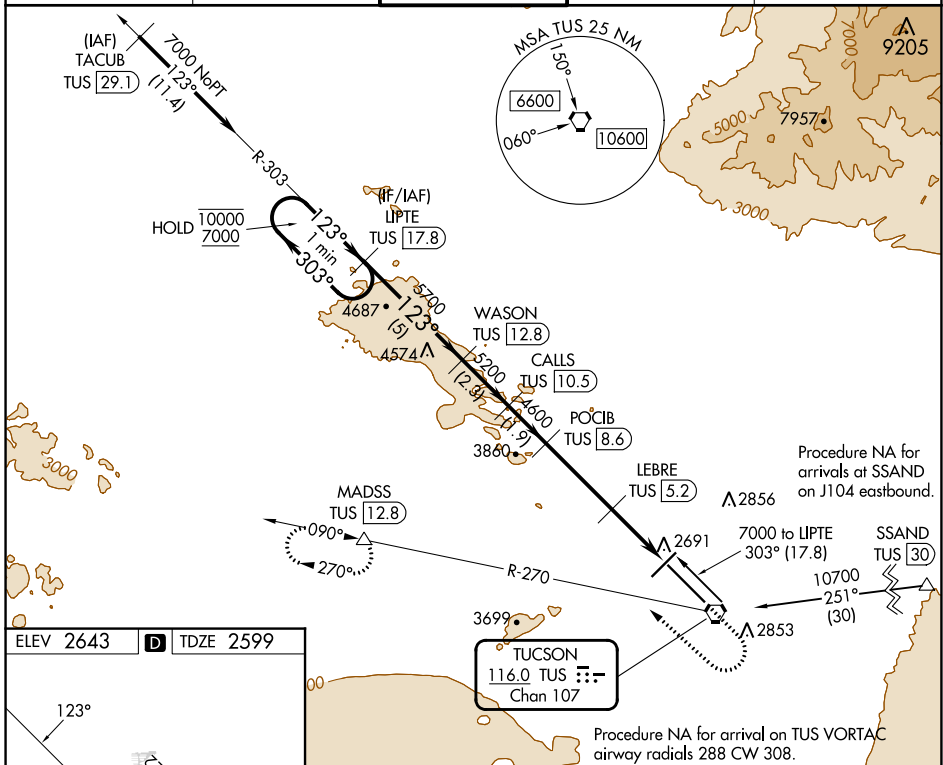 (IAF)
TACUB
TUS 29.1
7000 NoPT
123°
(11.4)
R-303
MSA TUS 25 NM
150°
6600
060°
10600
9205
7000
7957
5000
3000
HOLD 10000
7000
(IF/IAF)
LIPTE
TUS 17.8
123°
1 min
303°
4687
5700
123°
(5)
4574
WASON
TUS 12.8
5200
(2.3)
CALLS
TUS 10.5
4600
(1.9)
POCIB
TUS 8.6
3860
3000
LEBRE
TUS 5.2
Procedure NA for
arrivals at SSAND
on J104 eastbound.
2856
MADSS
TUS 12.8
090°
270°
R-270
2691
7000 to LIPTE
303° (17.8)
SSAND
TUS 30
10700
251°
(30)
3699
2853
TUCSON
116.0 TUS
Chan 107
ELEV 2643 D TDZE 2599
123°
00
Procedure NA for arrival on TUS VORTAC
airway radials 288 CW 308.